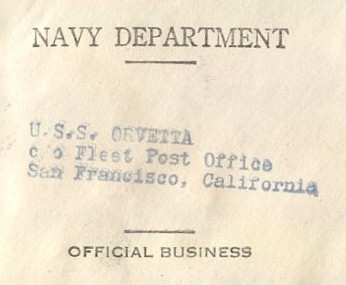 NAVY DEPARTMENT
U.S.S. ORVETTA
c o Fleet Post Office
San Francisco, California
OFFICIAL BUSINESS